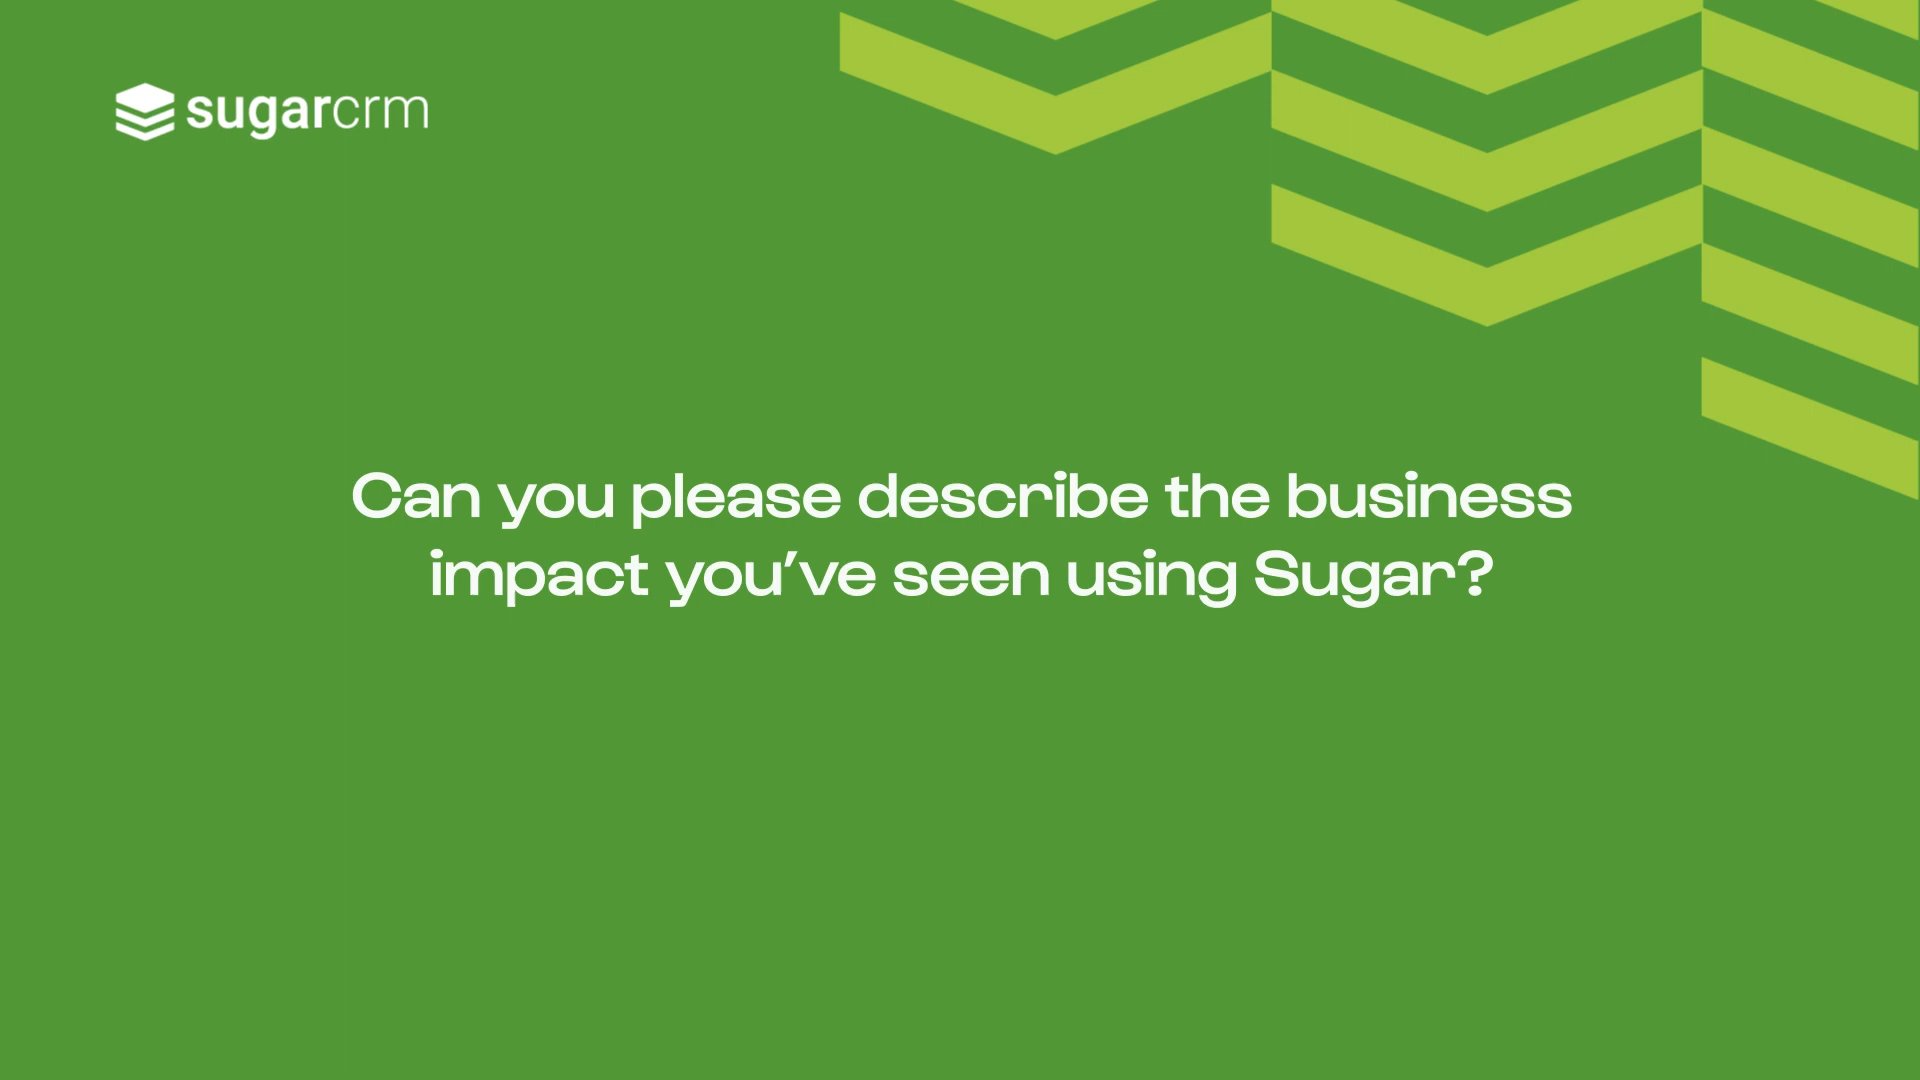 sugarcrm
Can you please describe the business
impact you’ve seen using Sugar?